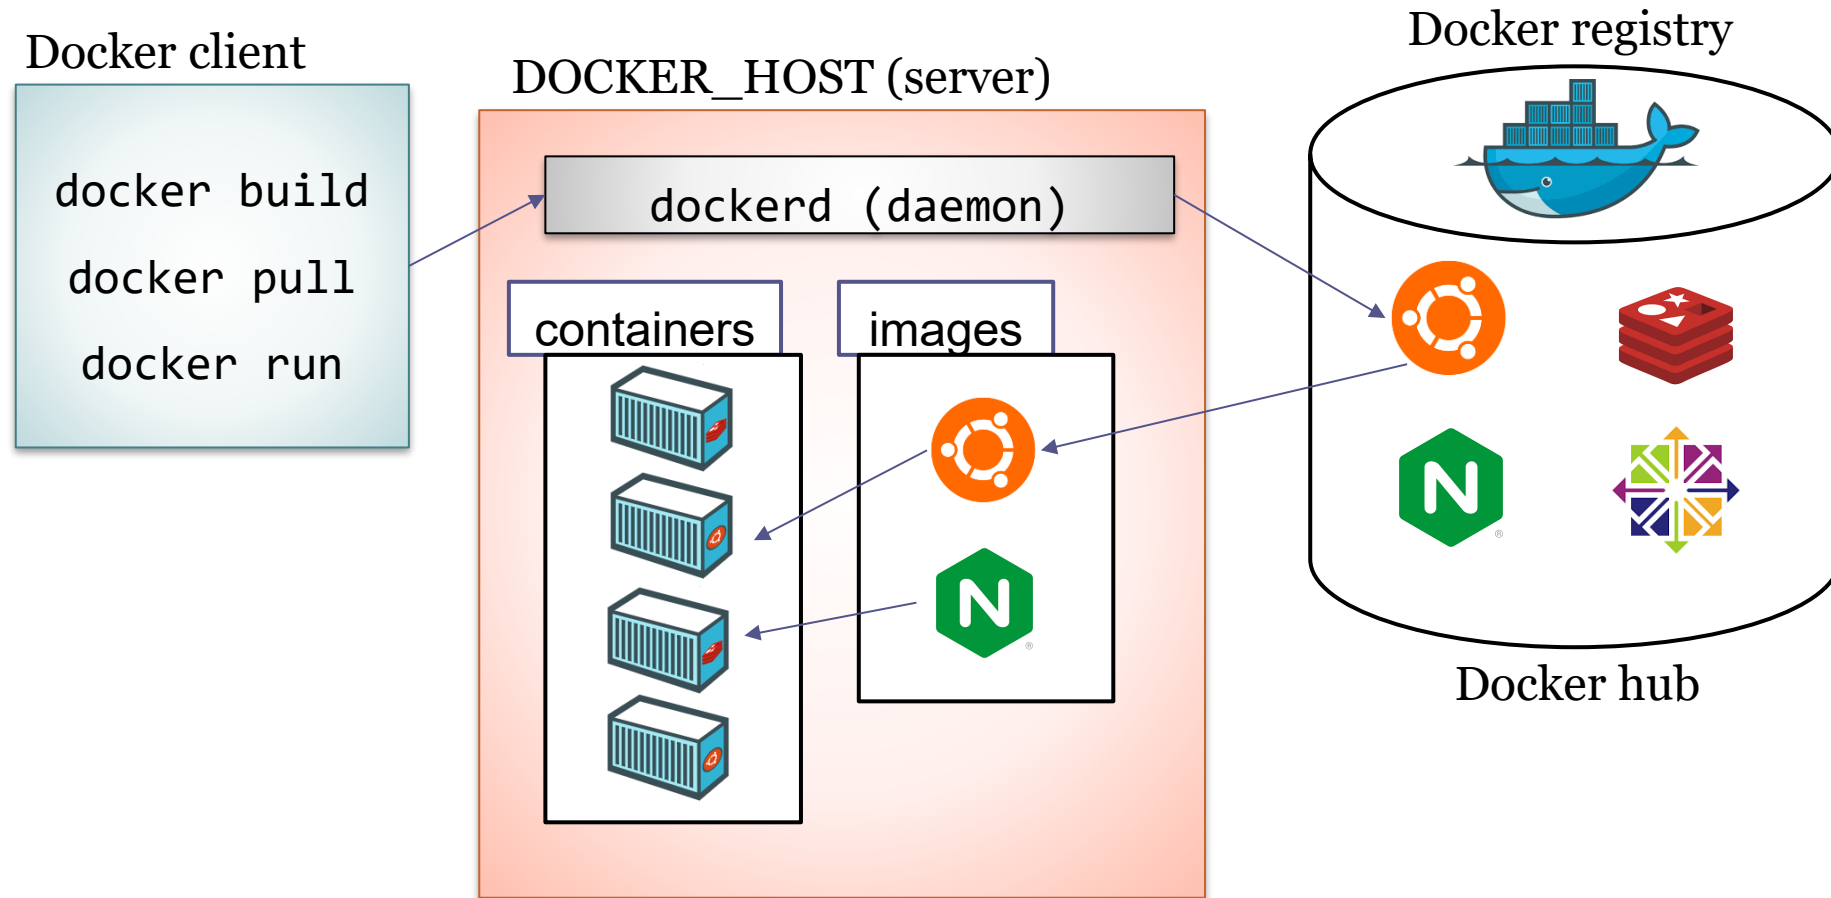 Docker client
docker build
docker pull
docker run
DOCKER_HOST (server)
dockerd (daemon)
containers
images
N
®
Docker registry
N
®
Docker hub